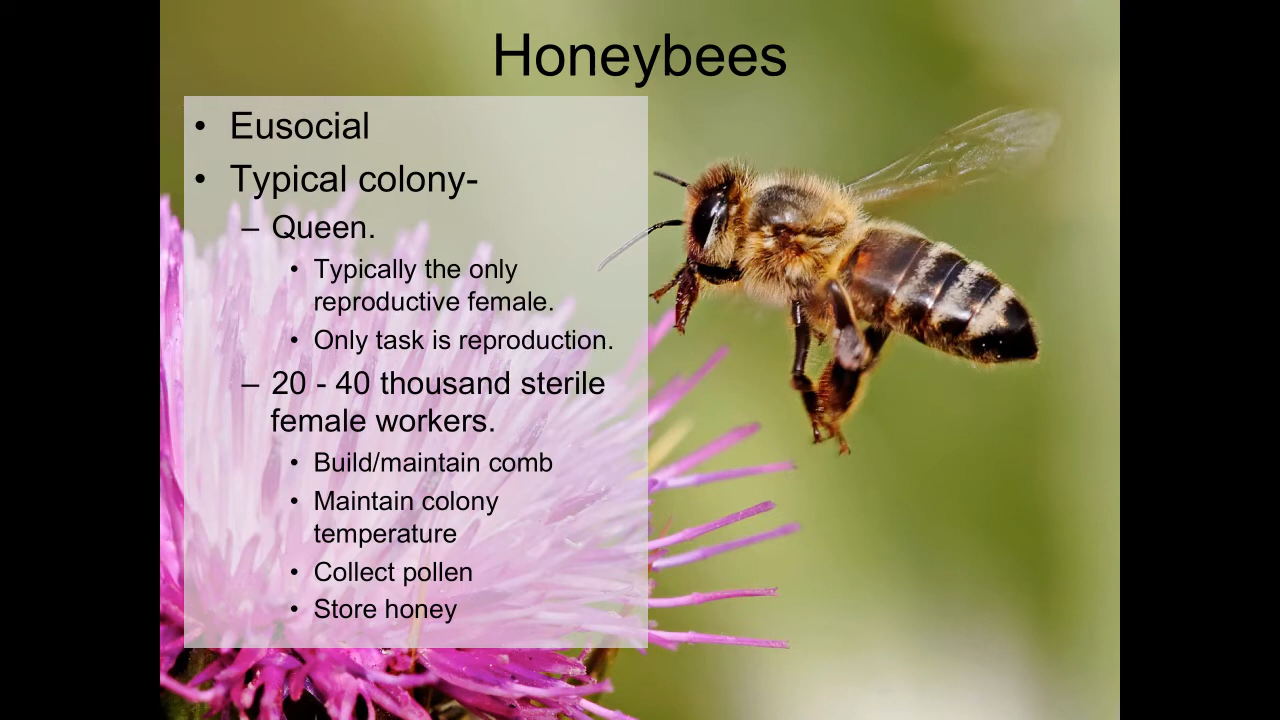 Honeybees
• Eusocial
• Typical colony-
– Queen.
• Typically the only
reproductive female.
• Only task is reproduction.
– 20 - 40 thousand sterile
female workers.
• Build/maintain comb
• Maintain colony
temperature
• Collect pollen
• Store honey